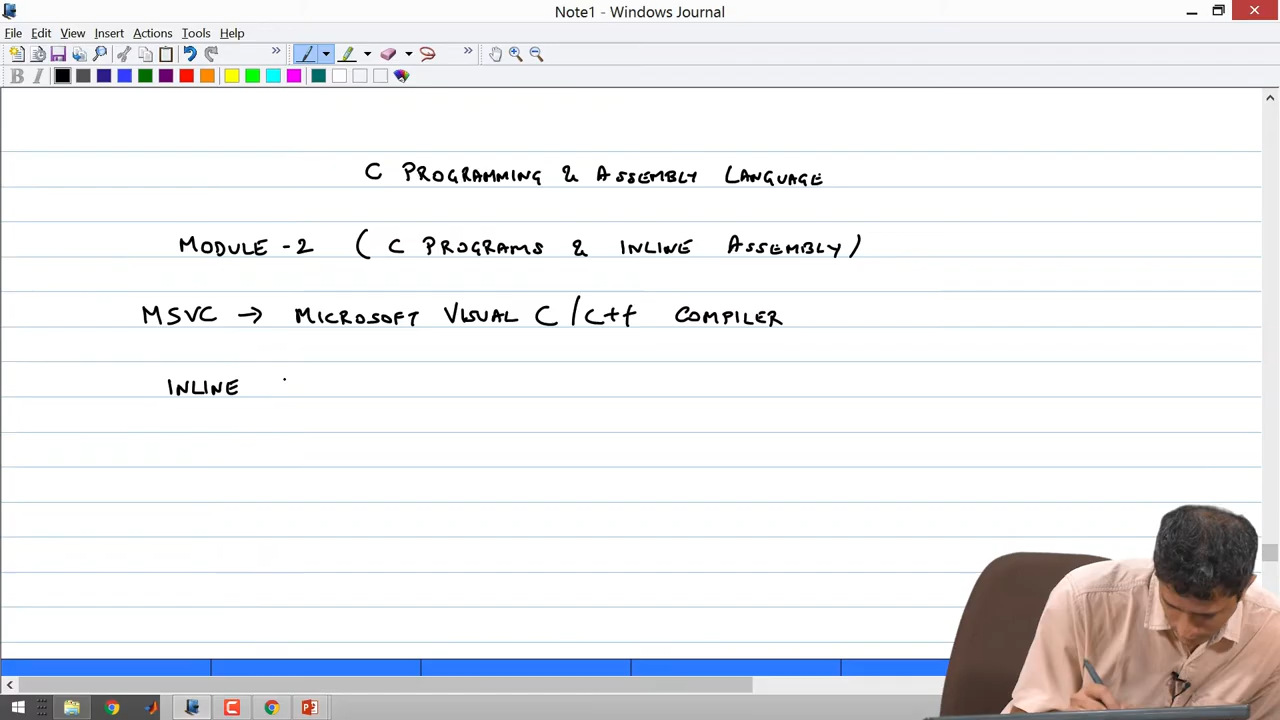 Note1 - Windows Journal
File Edit View Insert Actions Tools Help
B I
C PROGRAMMING & ASSEMBLY LANGUAGE
MODULE - 2 ( C PROGRAMS & INLINE ASSEMBLY )
MSVC → MICROSOFT VISUAL C / C++ COMPILER
INLINE